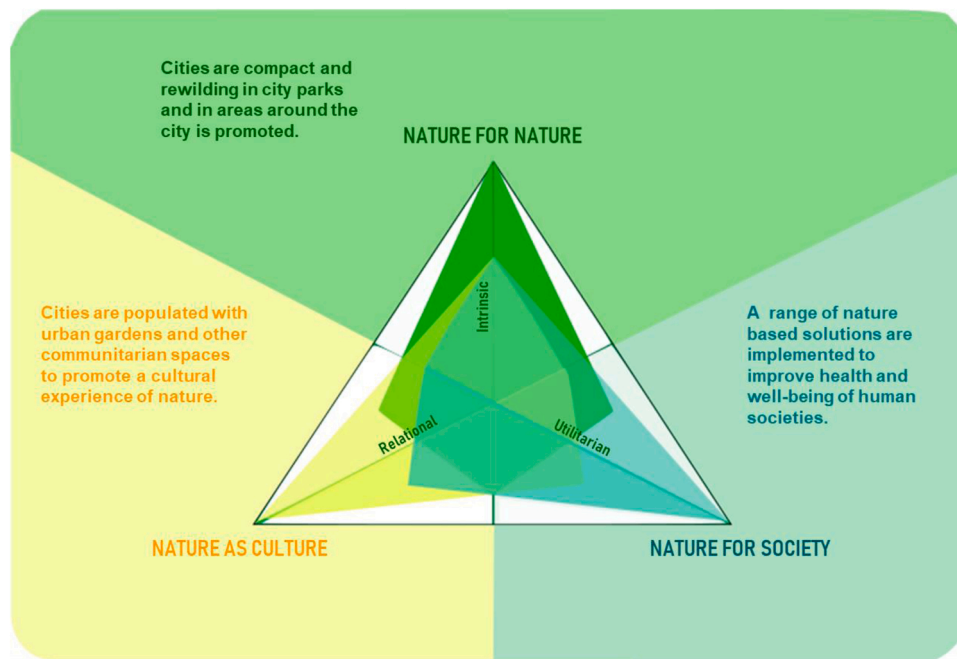 Cities are compact and
rewilding in city parks
and in areas around the
city is promoted.
NATURE FOR NATURE
Intrinsic
Cities are populated with
urban gardens and other
communitarian spaces
to promote a cultural
experience of nature.
A range of nature
based solutions are
implemented to
improve health and
well-being of human
societies.
Relational
Utilitarian
NATURE AS CULTURE
NATURE FOR SOCIETY